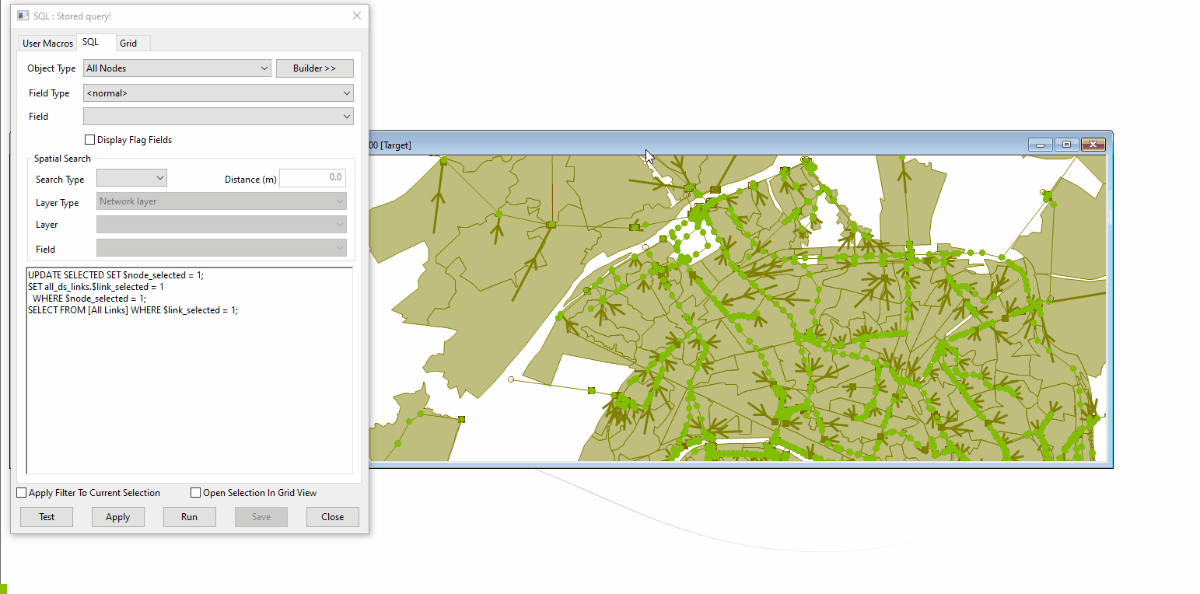 SQL : Stored query!
User Macros SQL Grid
Object Type All Nodes Builder >>
Field Type <normal>
Field
Display Flag Fields
Spatial Search
Search Type Distance (m) 0.0
Layer Type Network layer
Layer
Field
00 [Target]
UPDATE SELECTED SET $node_selected = 1;
SET all_ds_links.$link_selected = 1
WHERE $node_selected = 1;
SELECT FROM [All Links] WHERE $link_selected = 1;
Apply Filter To Current Selection Open Selection In Grid View
Test Apply Run Save Close